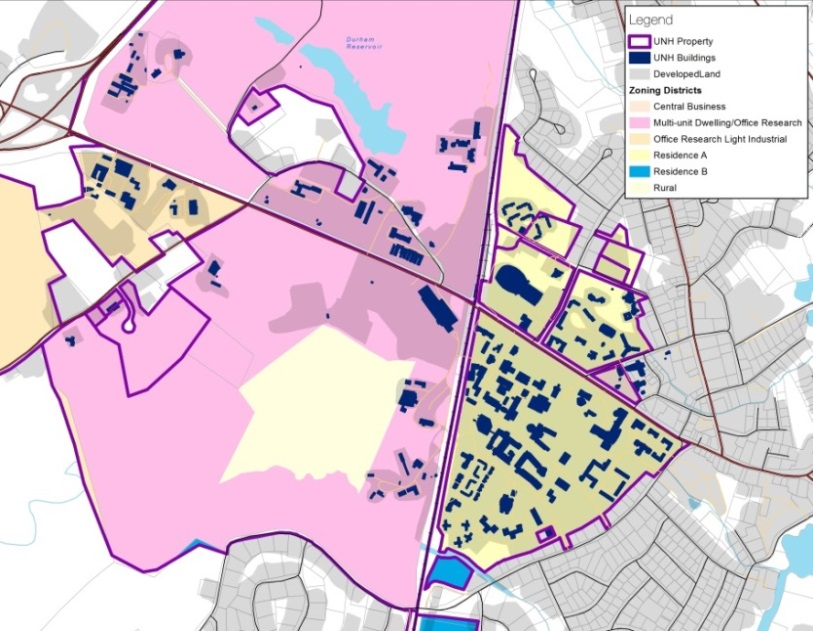 Durham
Reservoir
Legend
UNH Property
UNH Buildings
DevelopedLand
Zoning Districts
Central Business
Multi-unit Dwelling/Office Research
Office Research Light Industrial
Residence A
Residence B
Rural